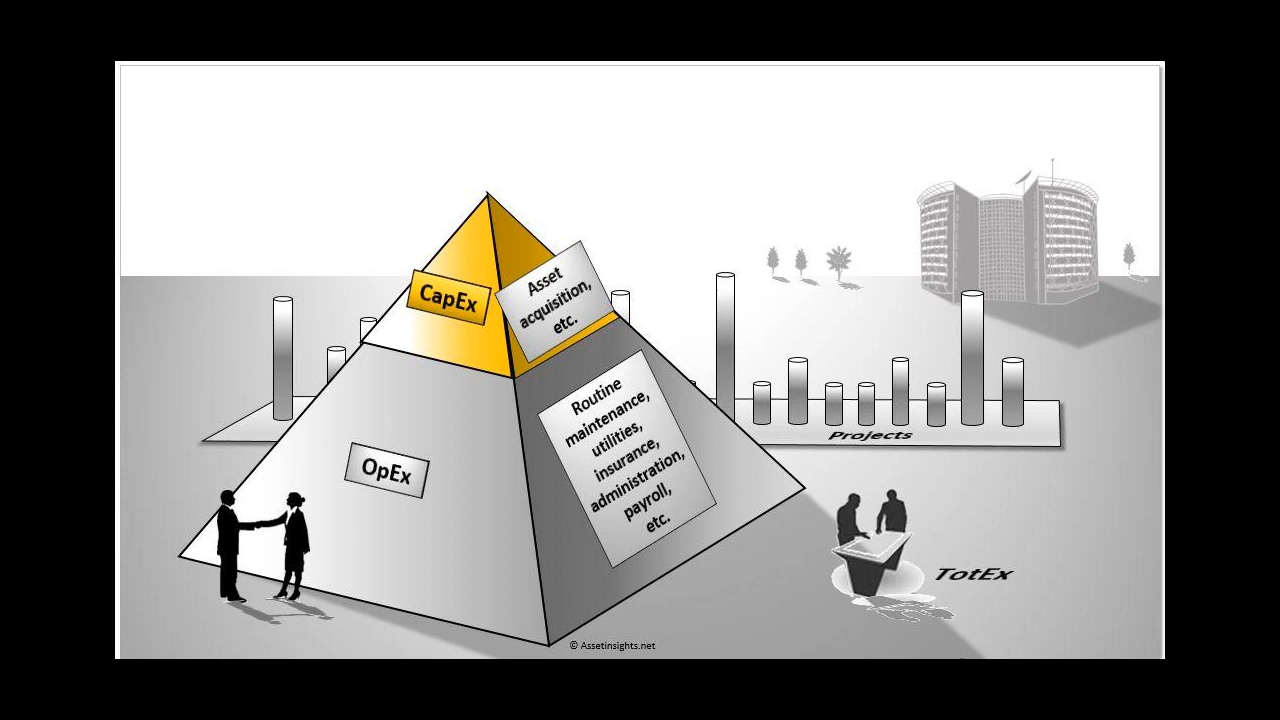 CapEx
Asset
acquisition,
etc.
OpEx
Routine
maintenance,
utilities,
insurance,
administration,
payroll,
etc.
Projects
TotEx
© Assetinsights.net